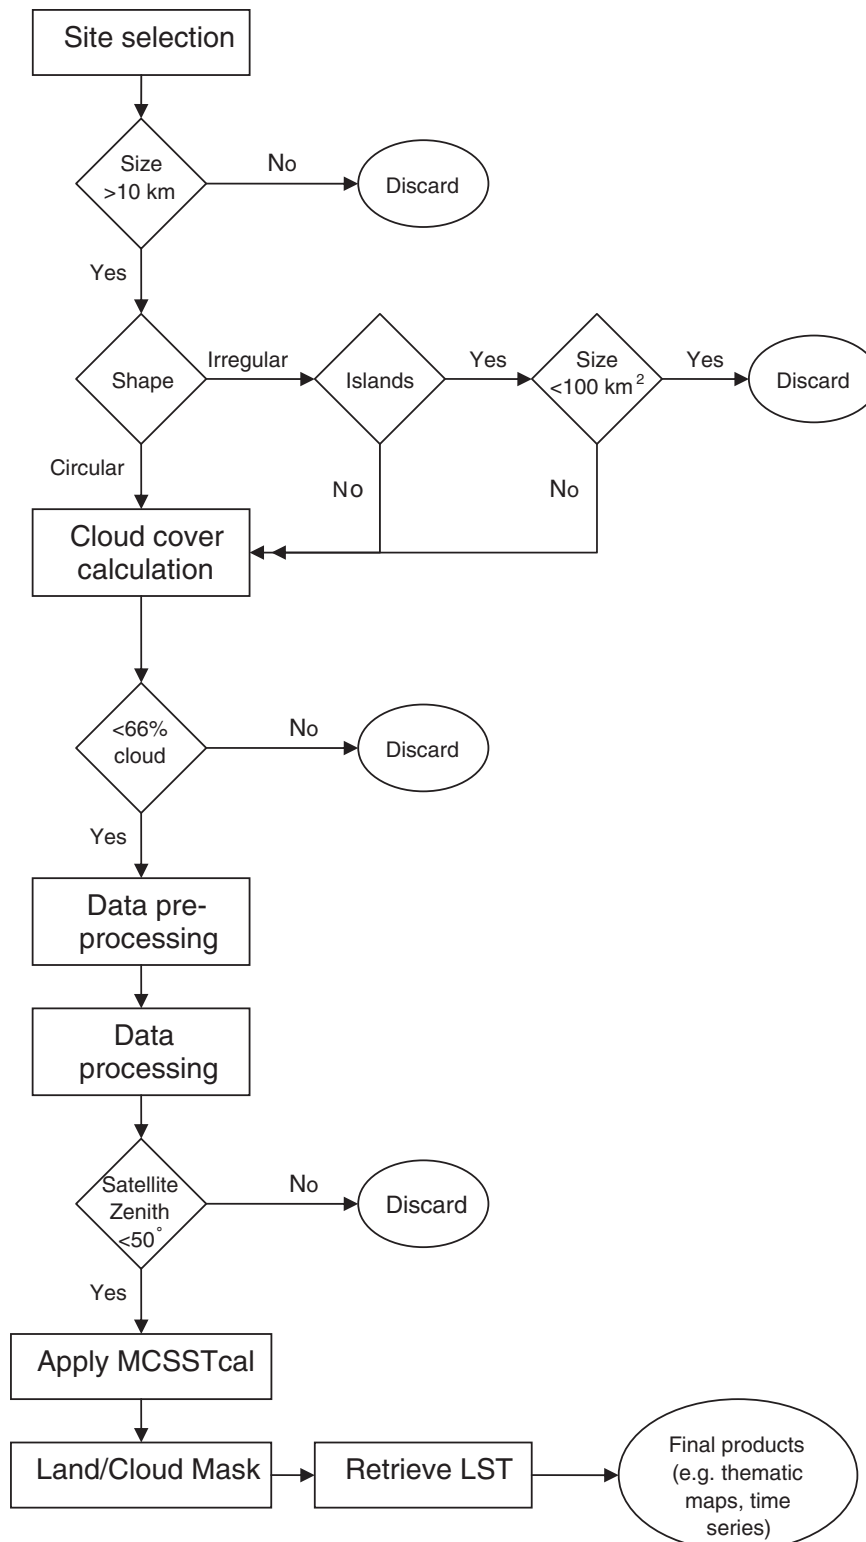 Site selection
Size
>10 km
No
Discard
Yes
Shape
Irregular
Islands
Yes
Size
<100 km²
Yes
Discard
Circular
No
No
Cloud cover
calculation
<66%
cloud
No
Discard
Yes
Data pre-
processing
Data
processing
Satellite
Zenith
<50°
No
Discard
Yes
Apply MCSSTcal
Land/Cloud Mask
Retrieve LST
Final products
(e.g. thematic
maps, time
series)